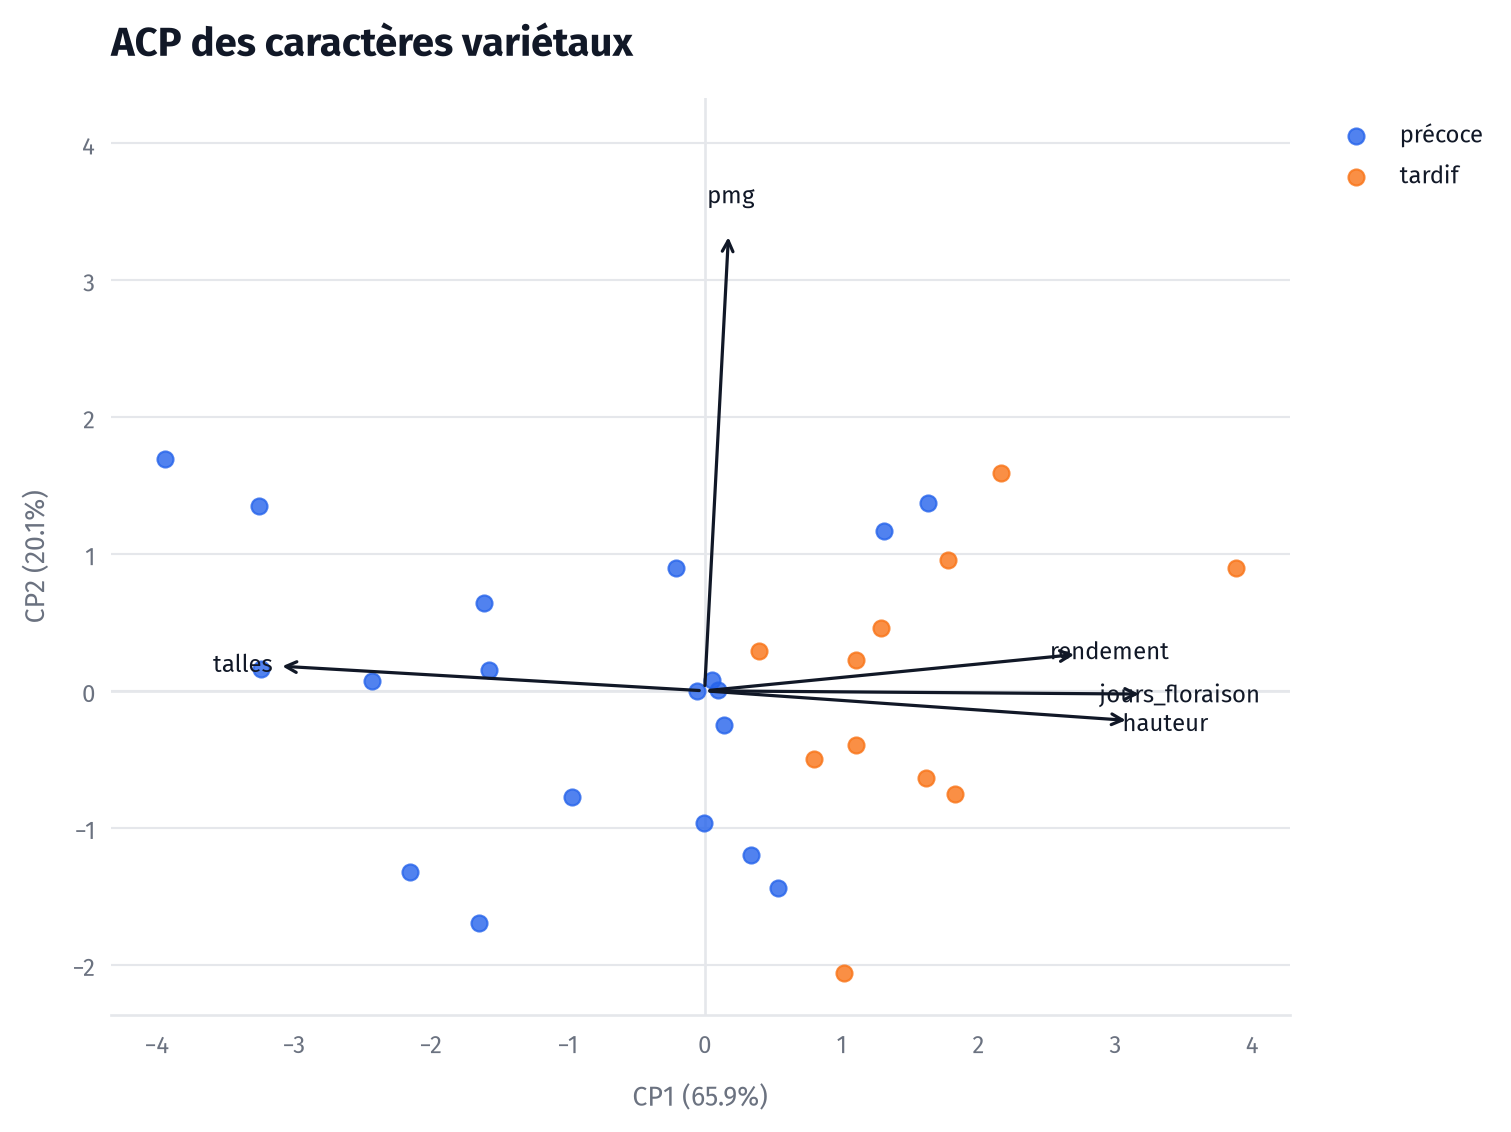 ACP des caractères variétaux
précoce
tardif
4
3
2
1
0
−1
−2
CP2 (20.1%)
pmg
talles
rendement
jours_floraison
hauteur
−4
−3
−2
−1
0
1
2
3
4
CP1 (65.9%)